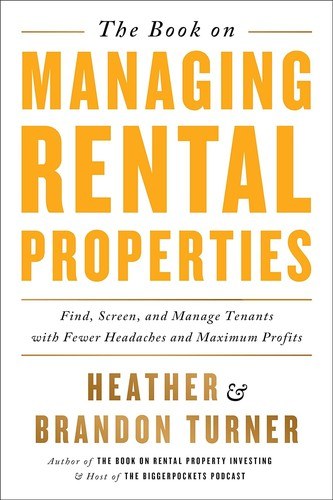 The Book on
MANAGING
RENTAL
PROPERTIES
Find, Screen, and Manage Tenants
with Fewer Headaches and Maximum Profits
HEATHER &
BRANDON TURNER
Author of THE BOOK ON RENTAL PROPERTY INVESTING
& Host of THE BIGGERPOCKETS PODCAST